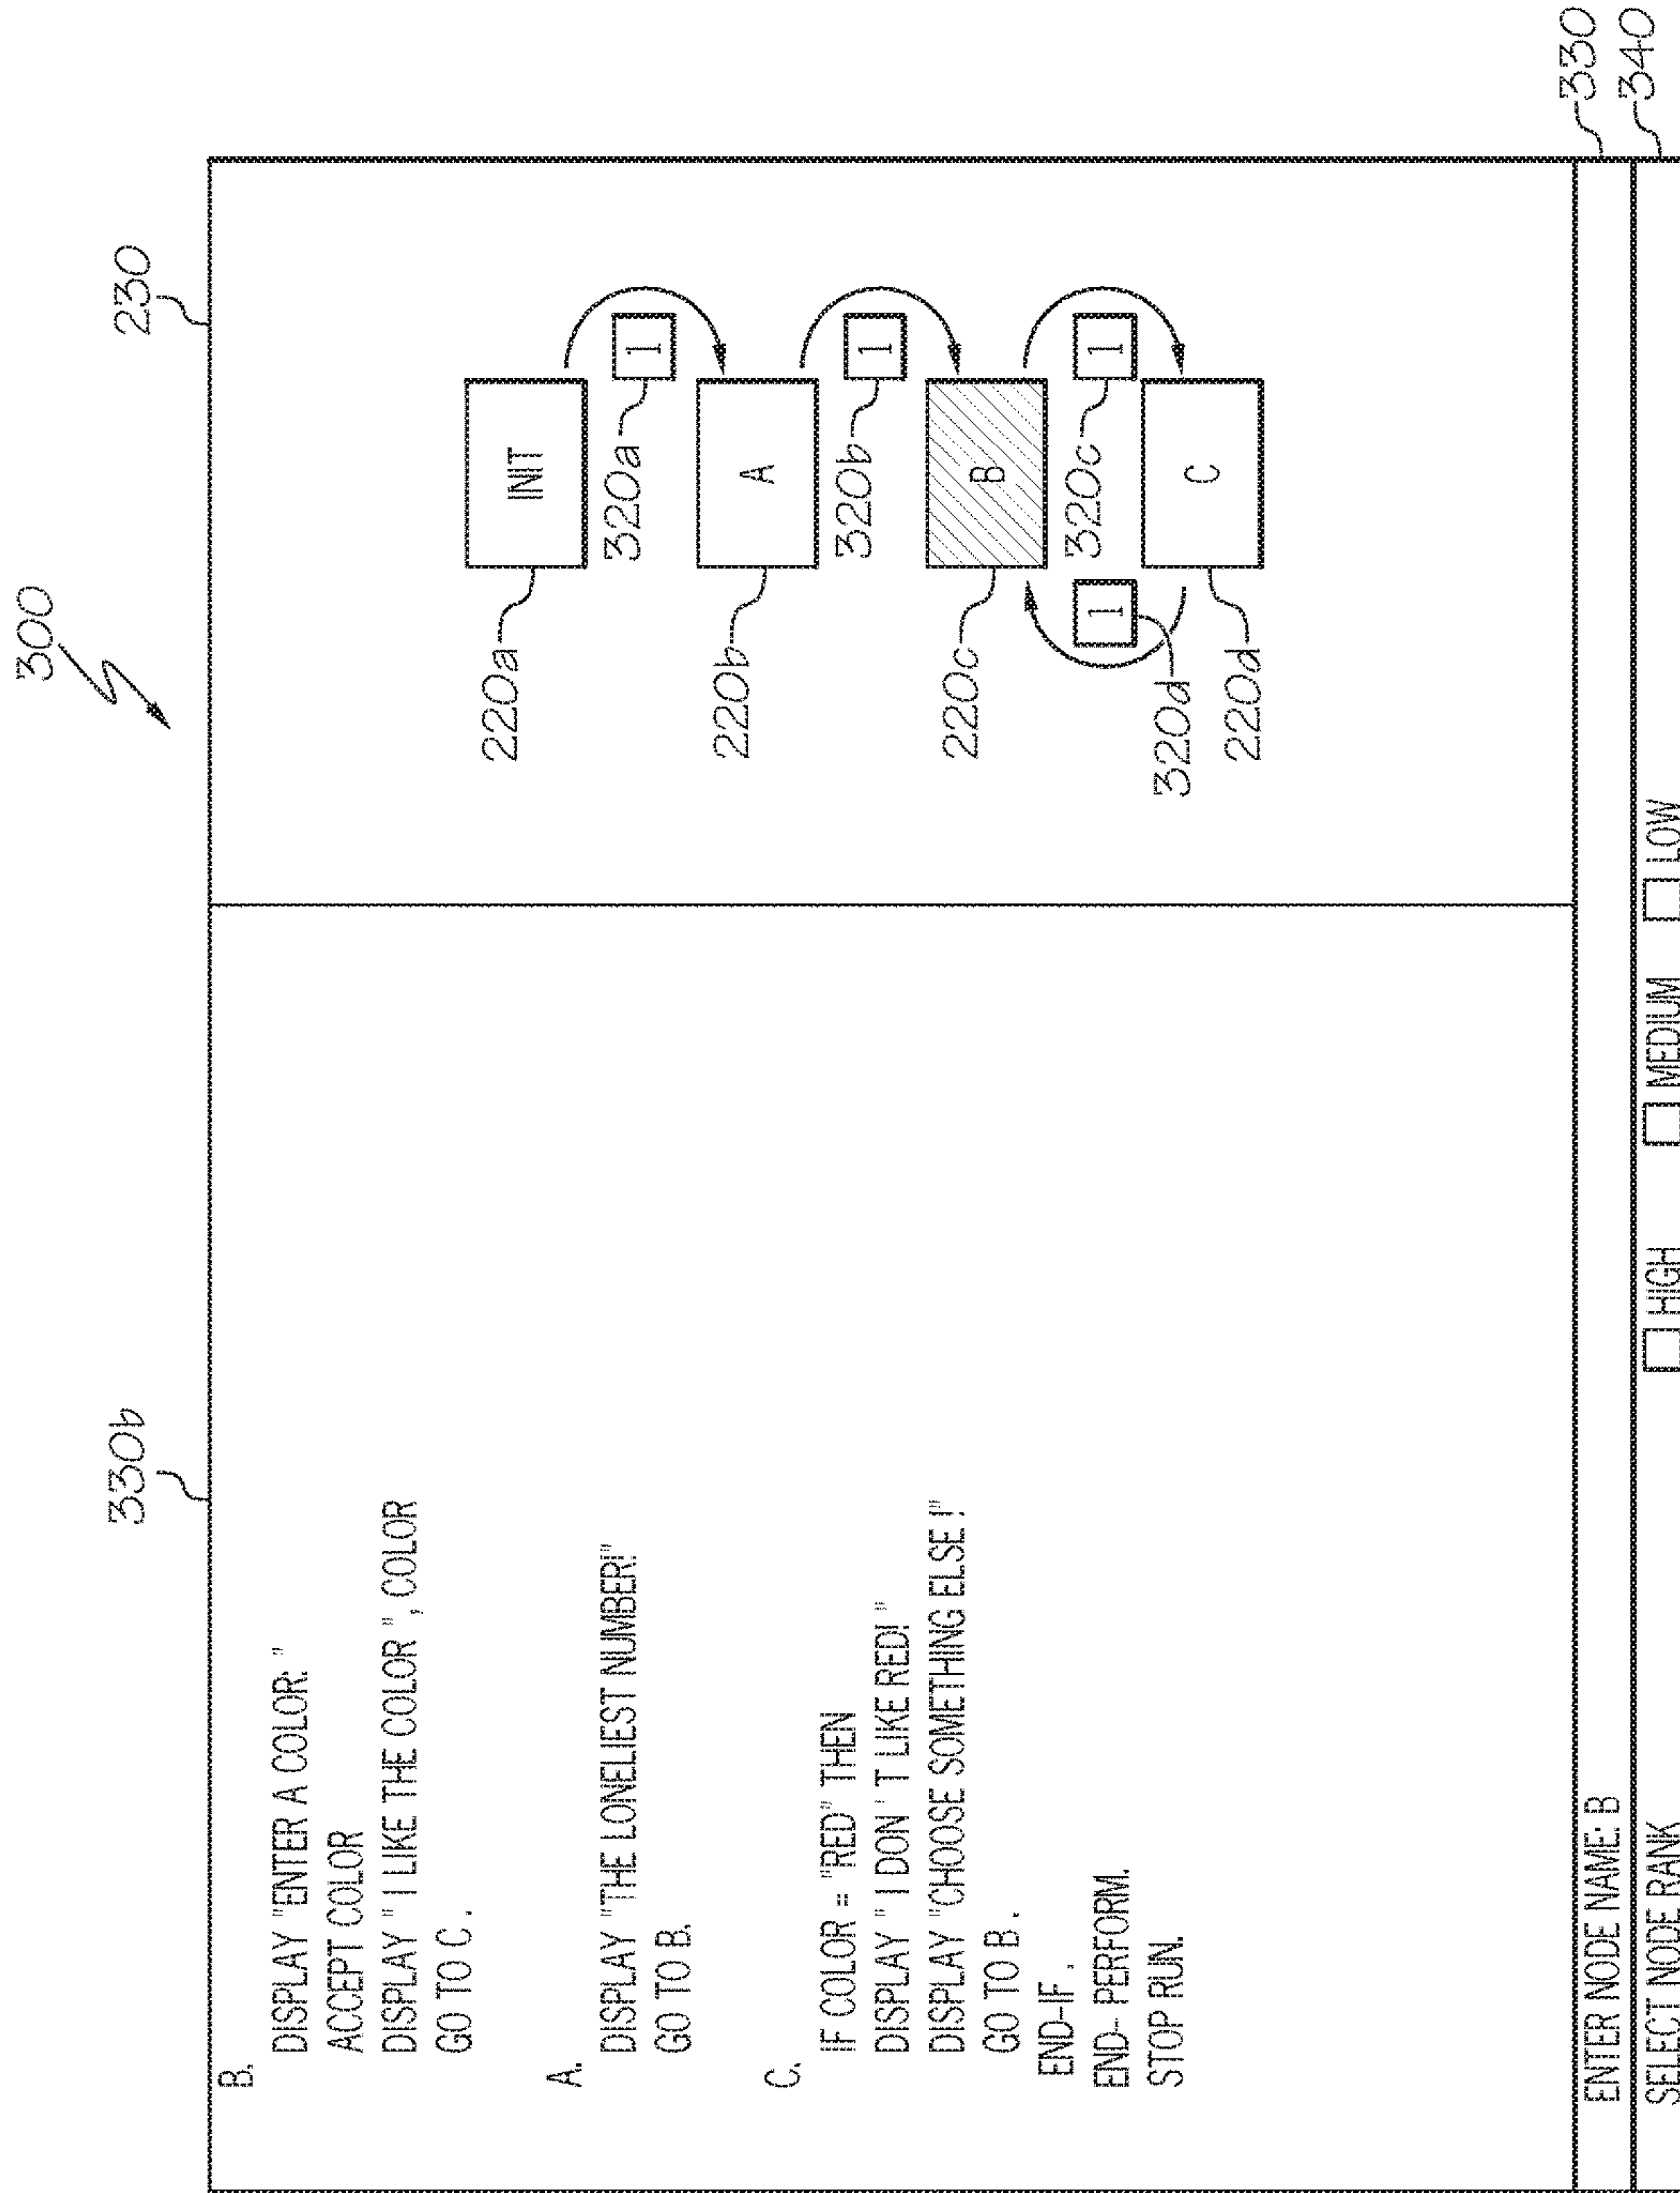 300
330b
230
B.
DISPLAY "ENTER A COLOR: "
ACCEPT COLOR
DISPLAY " I LIKE THE COLOR ", COLOR
GO TO C .
A.
DISPLAY "THE LONELIEST NUMBER!"
GO TO B.
C.
IF COLOR = "RED" THEN
DISPLAY " I DON ' T LIKE RED! "
DISPLAY "CHOOSE SOMETHING ELSE !"
GO TO B .
END-IF .
END- PERFORM.
STOP RUN.
INIT
220a
320a
1
A
220b
320b
1
B
220c
320c
1
1
320d
C
220d
ENTER NODE NAME: B
330
SELECT NODE RANK HIGH MEDIUM LOW
340